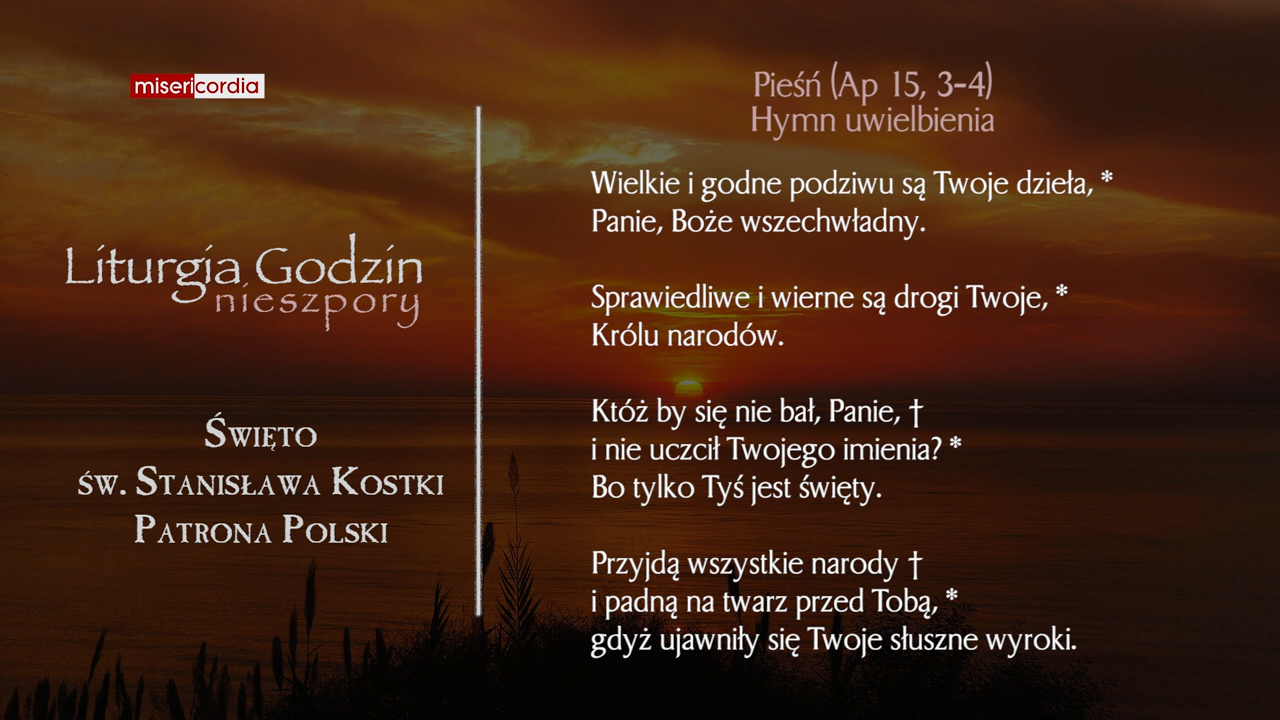 misericordia
Liturgia Godzin
nieszpory
Święto
św. Stanisława Kostki
Patrona Polski
Pieśń (Ap 15, 3-4)
Hymn uwielbienia
Wielkie i godne podziwu są Twoje dzieła, *
Panie, Boże wszechwładny.
Sprawiedliwe i wierne są drogi Twoje, *
Królu narodów.
Któż by się nie bał, Panie, †
i nie uczcił Twojego imienia? *
Bo tylko Tyś jest święty.
Przyjdą wszystkie narody †
i padną na twarz przed Tobą, *
gdyż ujawniły się Twoje słuszne wyroki.